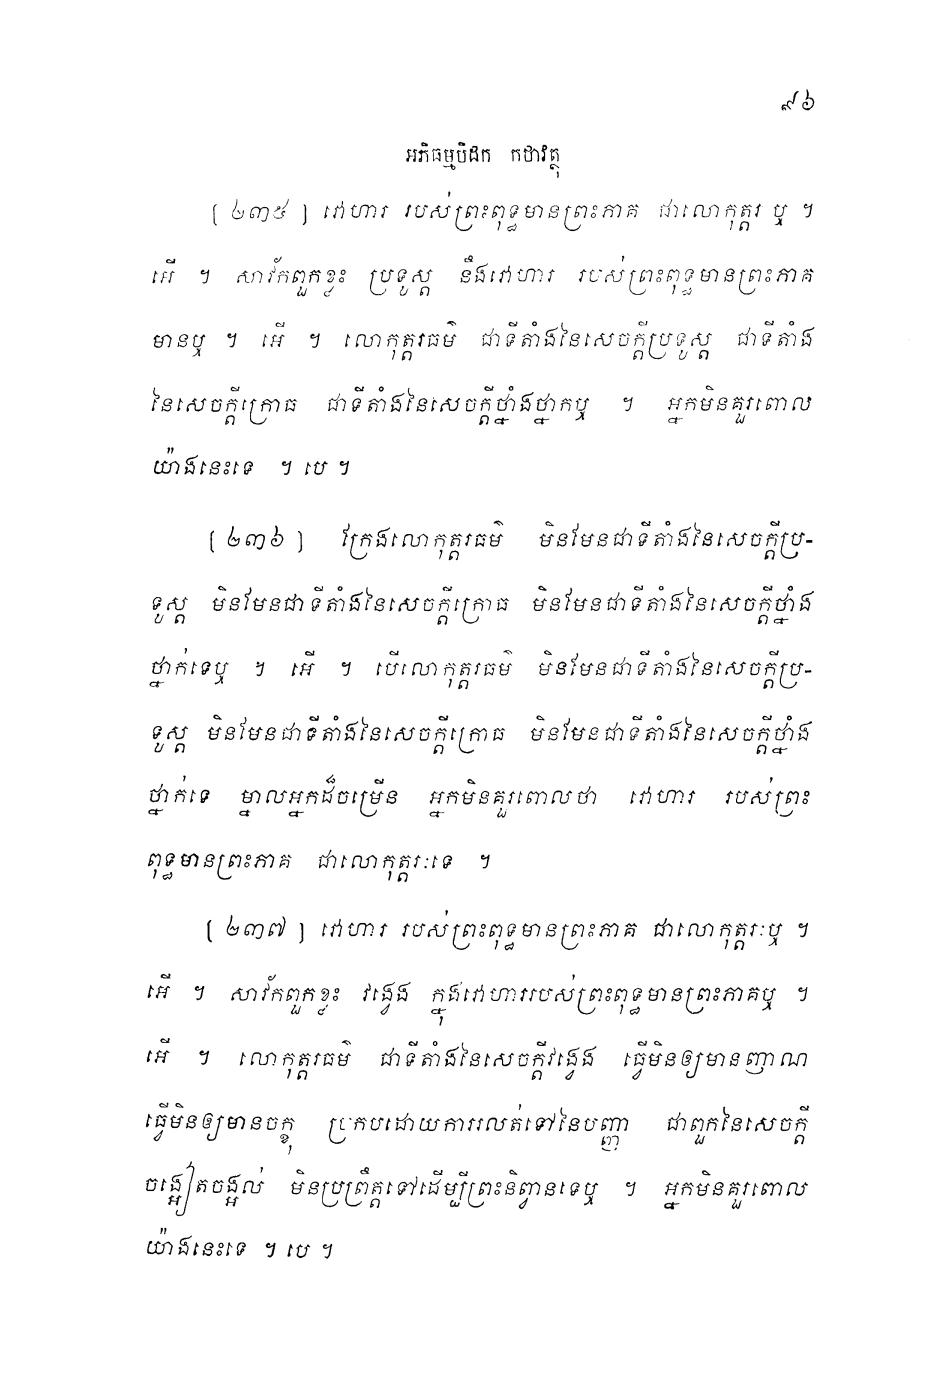 ៩៦
អភិធម្មបិដក កថាវត្ថុ
[ ២៣៥ ] វោហារ របស់ព្រះពុទ្ធមានព្រះភាគ ជាលោកុត្តរ ឬ ។
អើ ។ សាវ័កពួកខ្លះ ប្រទូស្ត នឹងវោហារ របស់ព្រះពុទ្ធមានព្រះភាគ
មានឬ ។ អើ ។ លោកុត្តរធម៌ ជាទីតាំងនៃសេចក្តីប្រទូស្ត ជាទីតាំង
នៃសេចក្តីក្រោធ ជាទីតាំងនៃសេចក្តីថ្នាំងថ្នាកឬ ។ អ្នកមិនគួរពោល
យ៉ាងនេះទេ ។ បេ ។
[ ២៣៦ ] ក្រែងលោកុត្តរធម៌ មិនមែនជាទីតាំងនៃសេចក្តីប្រ-
ទូស្ត មិនមែនជាទីតាំងនៃសេចក្តីក្រោធ មិនមែនជាទីតាំងនៃសេចក្តីថ្នាំង
ថ្នាក់ទេឬ ។ អើ ។ បើលោកុត្តរធម៌ មិនមែនជាទីតាំងនៃសេចក្តីប្រ-
ទូស្ត មិនមែនជាទីតាំងនៃសេចក្តីក្រោធ មិនមែនជាទីតាំងនៃសេចក្តីថ្នាំង
ថ្នាក់ទេ ម្នាលអ្នកដ៏ចម្រើន អ្នកមិនគួរពោលថា វោហារ របស់ព្រះ
ពុទ្ធមានព្រះភាគ ជាលោកុត្តរៈទេ ។
[ ២៣៧ ] វោហារ របស់ព្រះពុទ្ធមានព្រះភាគ ជាលោកុត្តរៈឬ ។
អើ ។ សាវ័កពួកខ្លះ វង្វេង ក្នុងវោហាររបស់ព្រះពុទ្ធមានព្រះភាគឬ ។
អើ ។ លោកុត្តរធម៌ ជាទីតាំងនៃសេចក្តីវង្វេង ធ្វើមិនឲ្យមានញាណ
ធ្វើមិនឲ្យមានចក្ខុ ប្រកបដោយការរលត់ទៅនៃបញ្ញា ជាពួកនៃសេចក្តី
ចង្អៀតចង្អល់ មិនប្រព្រឹត្តទៅដើម្បីព្រះនិព្វានទេឬ ។ អ្នកមិនគួរពោល
យ៉ាងនេះទេ ។ បេ ។